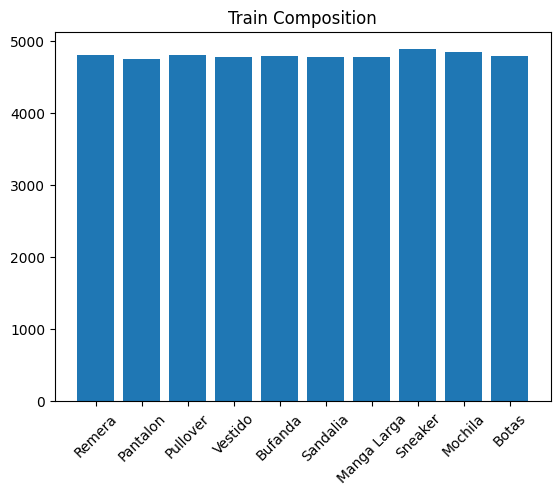 Train Composition
5000
4000
3000
2000
1000
0
Remera
Pantalon
Pullover
Vestido
Bufanda
Sandalia
Manga Larga
Sneaker
Mochila
Botas